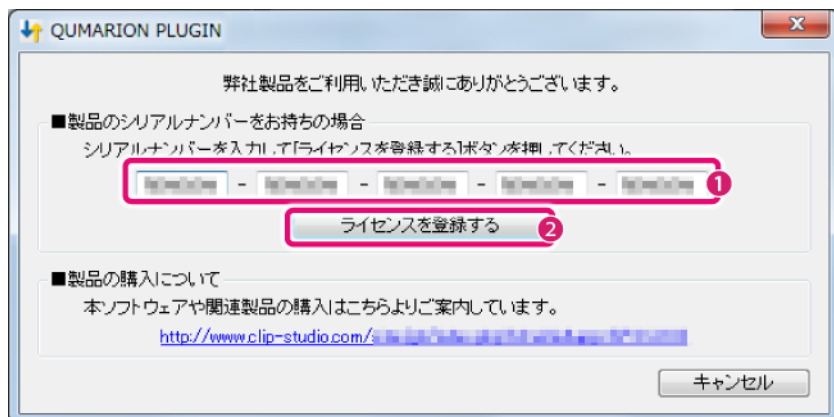 QUMARION PLUGIN
弊社製品をご利用いただき誠にありがとうございます。
■製品のシリアルナンバーをお持ちの場合
シリアルナンバーを入力して[ライセンスを登録する]ボタンを押してください。
- - - -
1
ライセンスを登録する
2
■製品の購入について
本ソフトウェアや関連製品の購入はこちらよりご案内しています。
http://www.clip-studio.com/
キャンセル